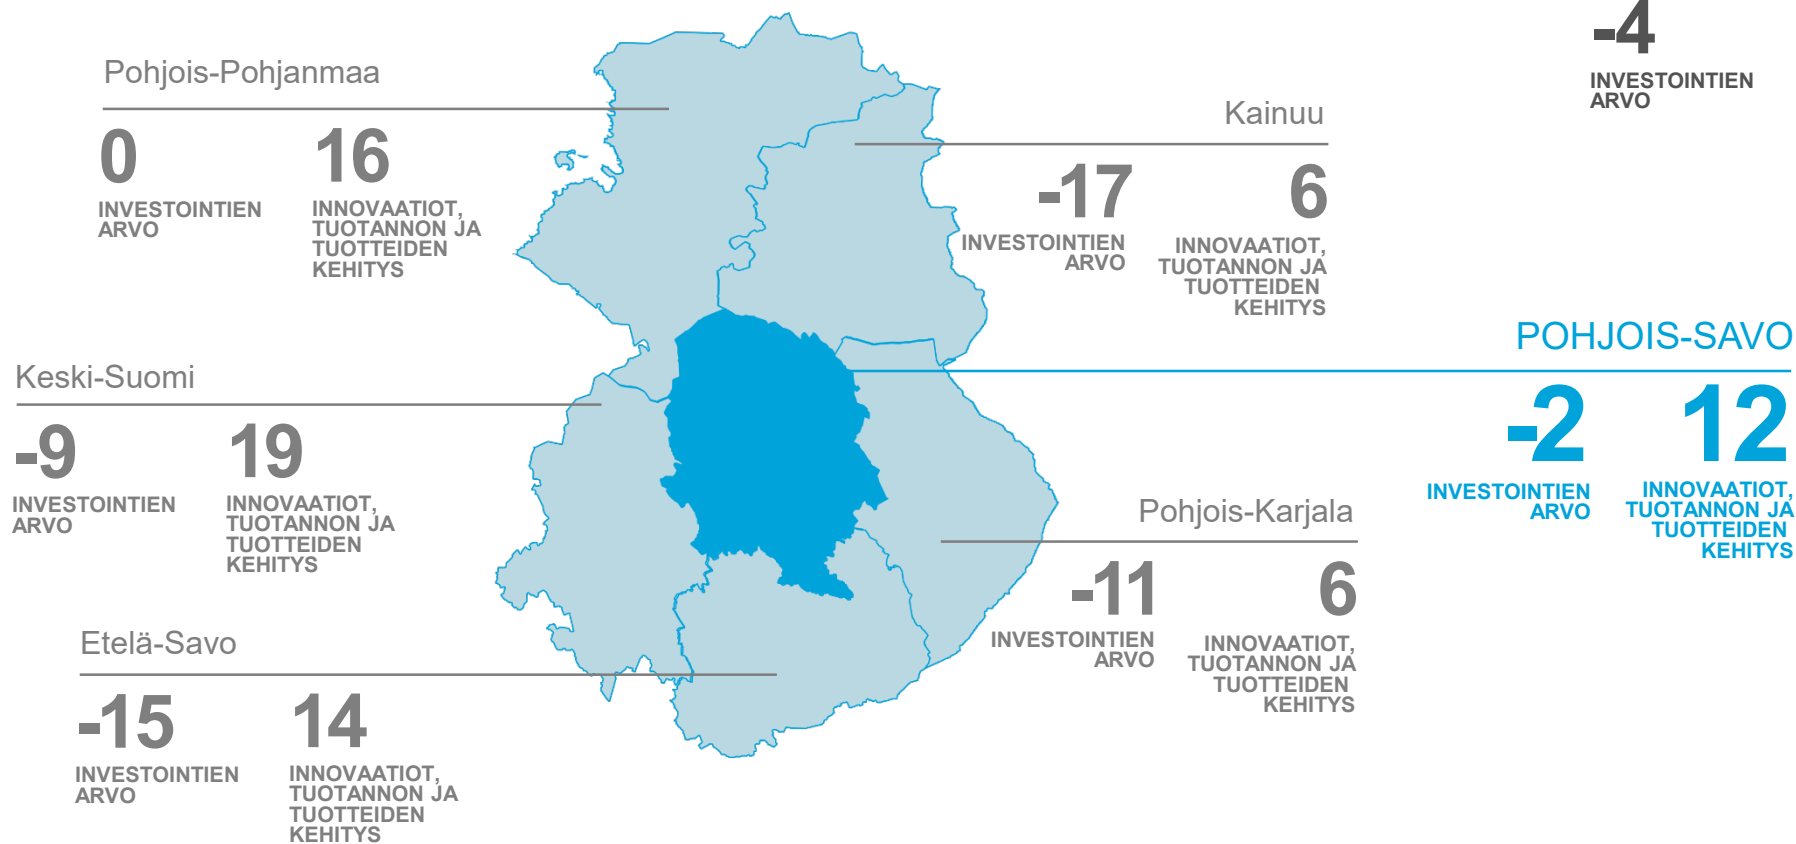 -4
INVESTOINTIEN
ARVO
Pohjois-Pohjanmaa
0
INVESTOINTIEN
ARVO
16
INNOVAATIOT,
TUOTANNON JA
TUOTTEIDEN
KEHITYS
Kainuu
-17
INVESTOINTIEN
ARVO
6
INNOVAATIOT,
TUOTANNON JA
TUOTTEIDEN
KEHITYS
POHJOIS-SAVO
-2
INVESTOINTIEN
ARVO
12
INNOVAATIOT,
TUOTANNON JA
TUOTTEIDEN
KEHITYS
Keski-Suomi
-9
INVESTOINTIEN
ARVO
19
INNOVAATIOT,
TUOTANNON JA
TUOTTEIDEN
KEHITYS
Pohjois-Karjala
-11
INVESTOINTIEN
ARVO
6
INNOVAATIOT,
TUOTANNON JA
TUOTTEIDEN
KEHITYS
Etelä-Savo
-15
INVESTOINTIEN
ARVO
14
INNOVAATIOT,
TUOTANNON JA
TUOTTEIDEN
KEHITYS